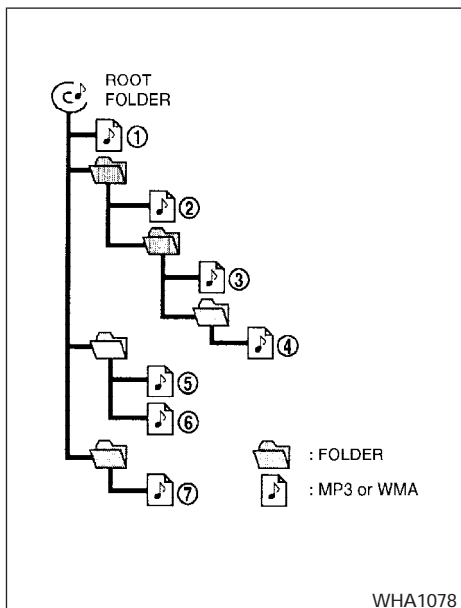 ROOT
FOLDER
①
②
③
④
⑤
⑥
⑦
: FOLDER
: MP3 or WMA
WHA1078